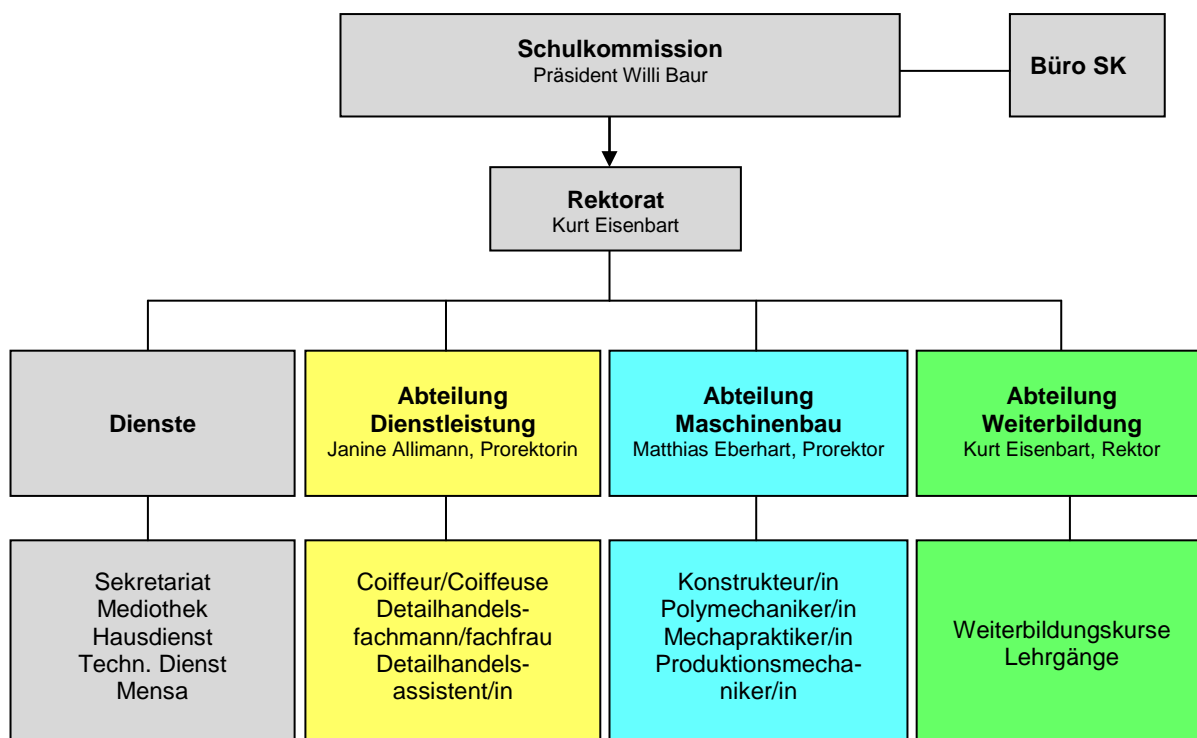 Schulkommission
Präsident Willi Baur
Büro SK
Rektorat
Kurt Eisenbart
Dienste
Abteilung
Dienstleistung
Janine Allimann, Prorektorin
Abteilung
Maschinenbau
Matthias Eberhart, Prorektor
Abteilung
Weiterbildung
Kurt Eisenbart, Rektor
Sekretariat
Mediothek
Hausdienst
Techn. Dienst
Mensa
Coiffeur/Coiffeuse
Detailhandels-
fachmann/fachfrau
Detailhandels-
assistent/in
Konstrukteur/in
Polymechaniker/in
Mechapraktiker/in
Produktionsmecha-
niker/in
Weiterbildungskurse
Lehrgänge